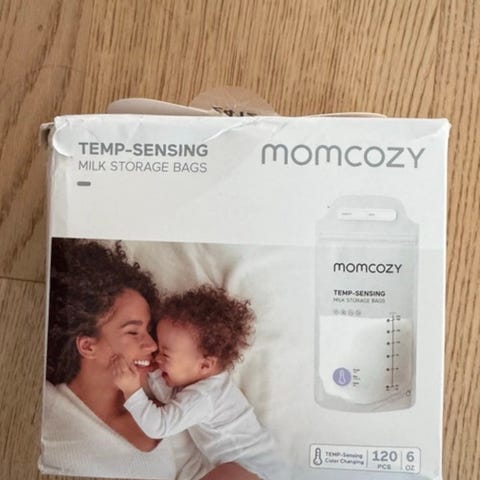 TEMP-SENSING
MILK STORAGE BAGS
momcozy
momcozy
TEMP-SENSING
MILK STORAGE BAGS
TEMP-Sensing
Color Changing
120
PCS
6
OZ